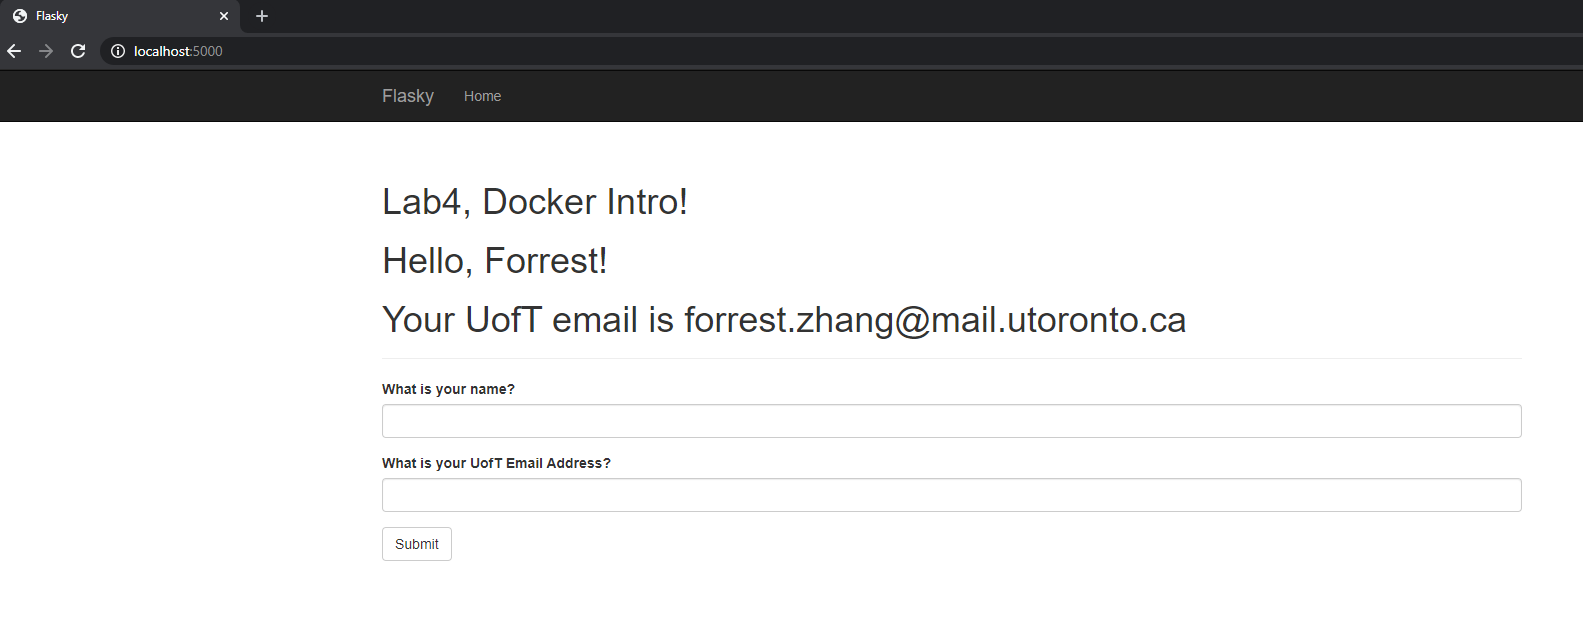 Flasky
localhost:5000
Flasky Home
Lab4, Docker Intro!
Hello, Forrest!
Your UofT email is forrest.zhang@mail.utoronto.ca
What is your name?
What is your UofT Email Address?
Submit